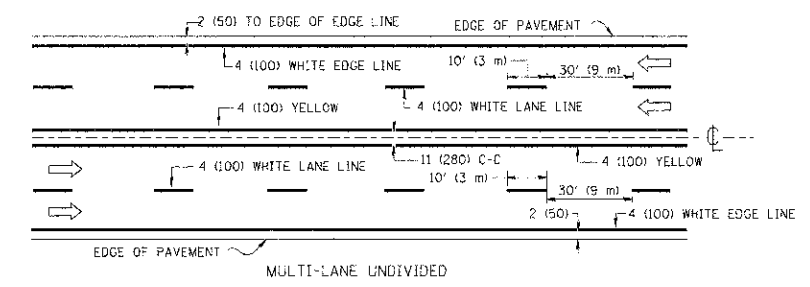 2 (50) TO EDGE OF EDGE LINE
EDGE OF PAVEMENT
4 (100) WHITE EDGE LINE
10' (3 m)
30' (9 m)
4 (100) YELLOW
4 (100) WHITE LANE LINE
℄
4 (100) WHITE LANE LINE
11 (280) C-C
4 (100) YELLOW
10' (3 m)
30' (9 m)
2 (50)
4 (100) WHITE EDGE LINE
EDGE OF PAVEMENT
MULTI-LANE UNDIVIDED